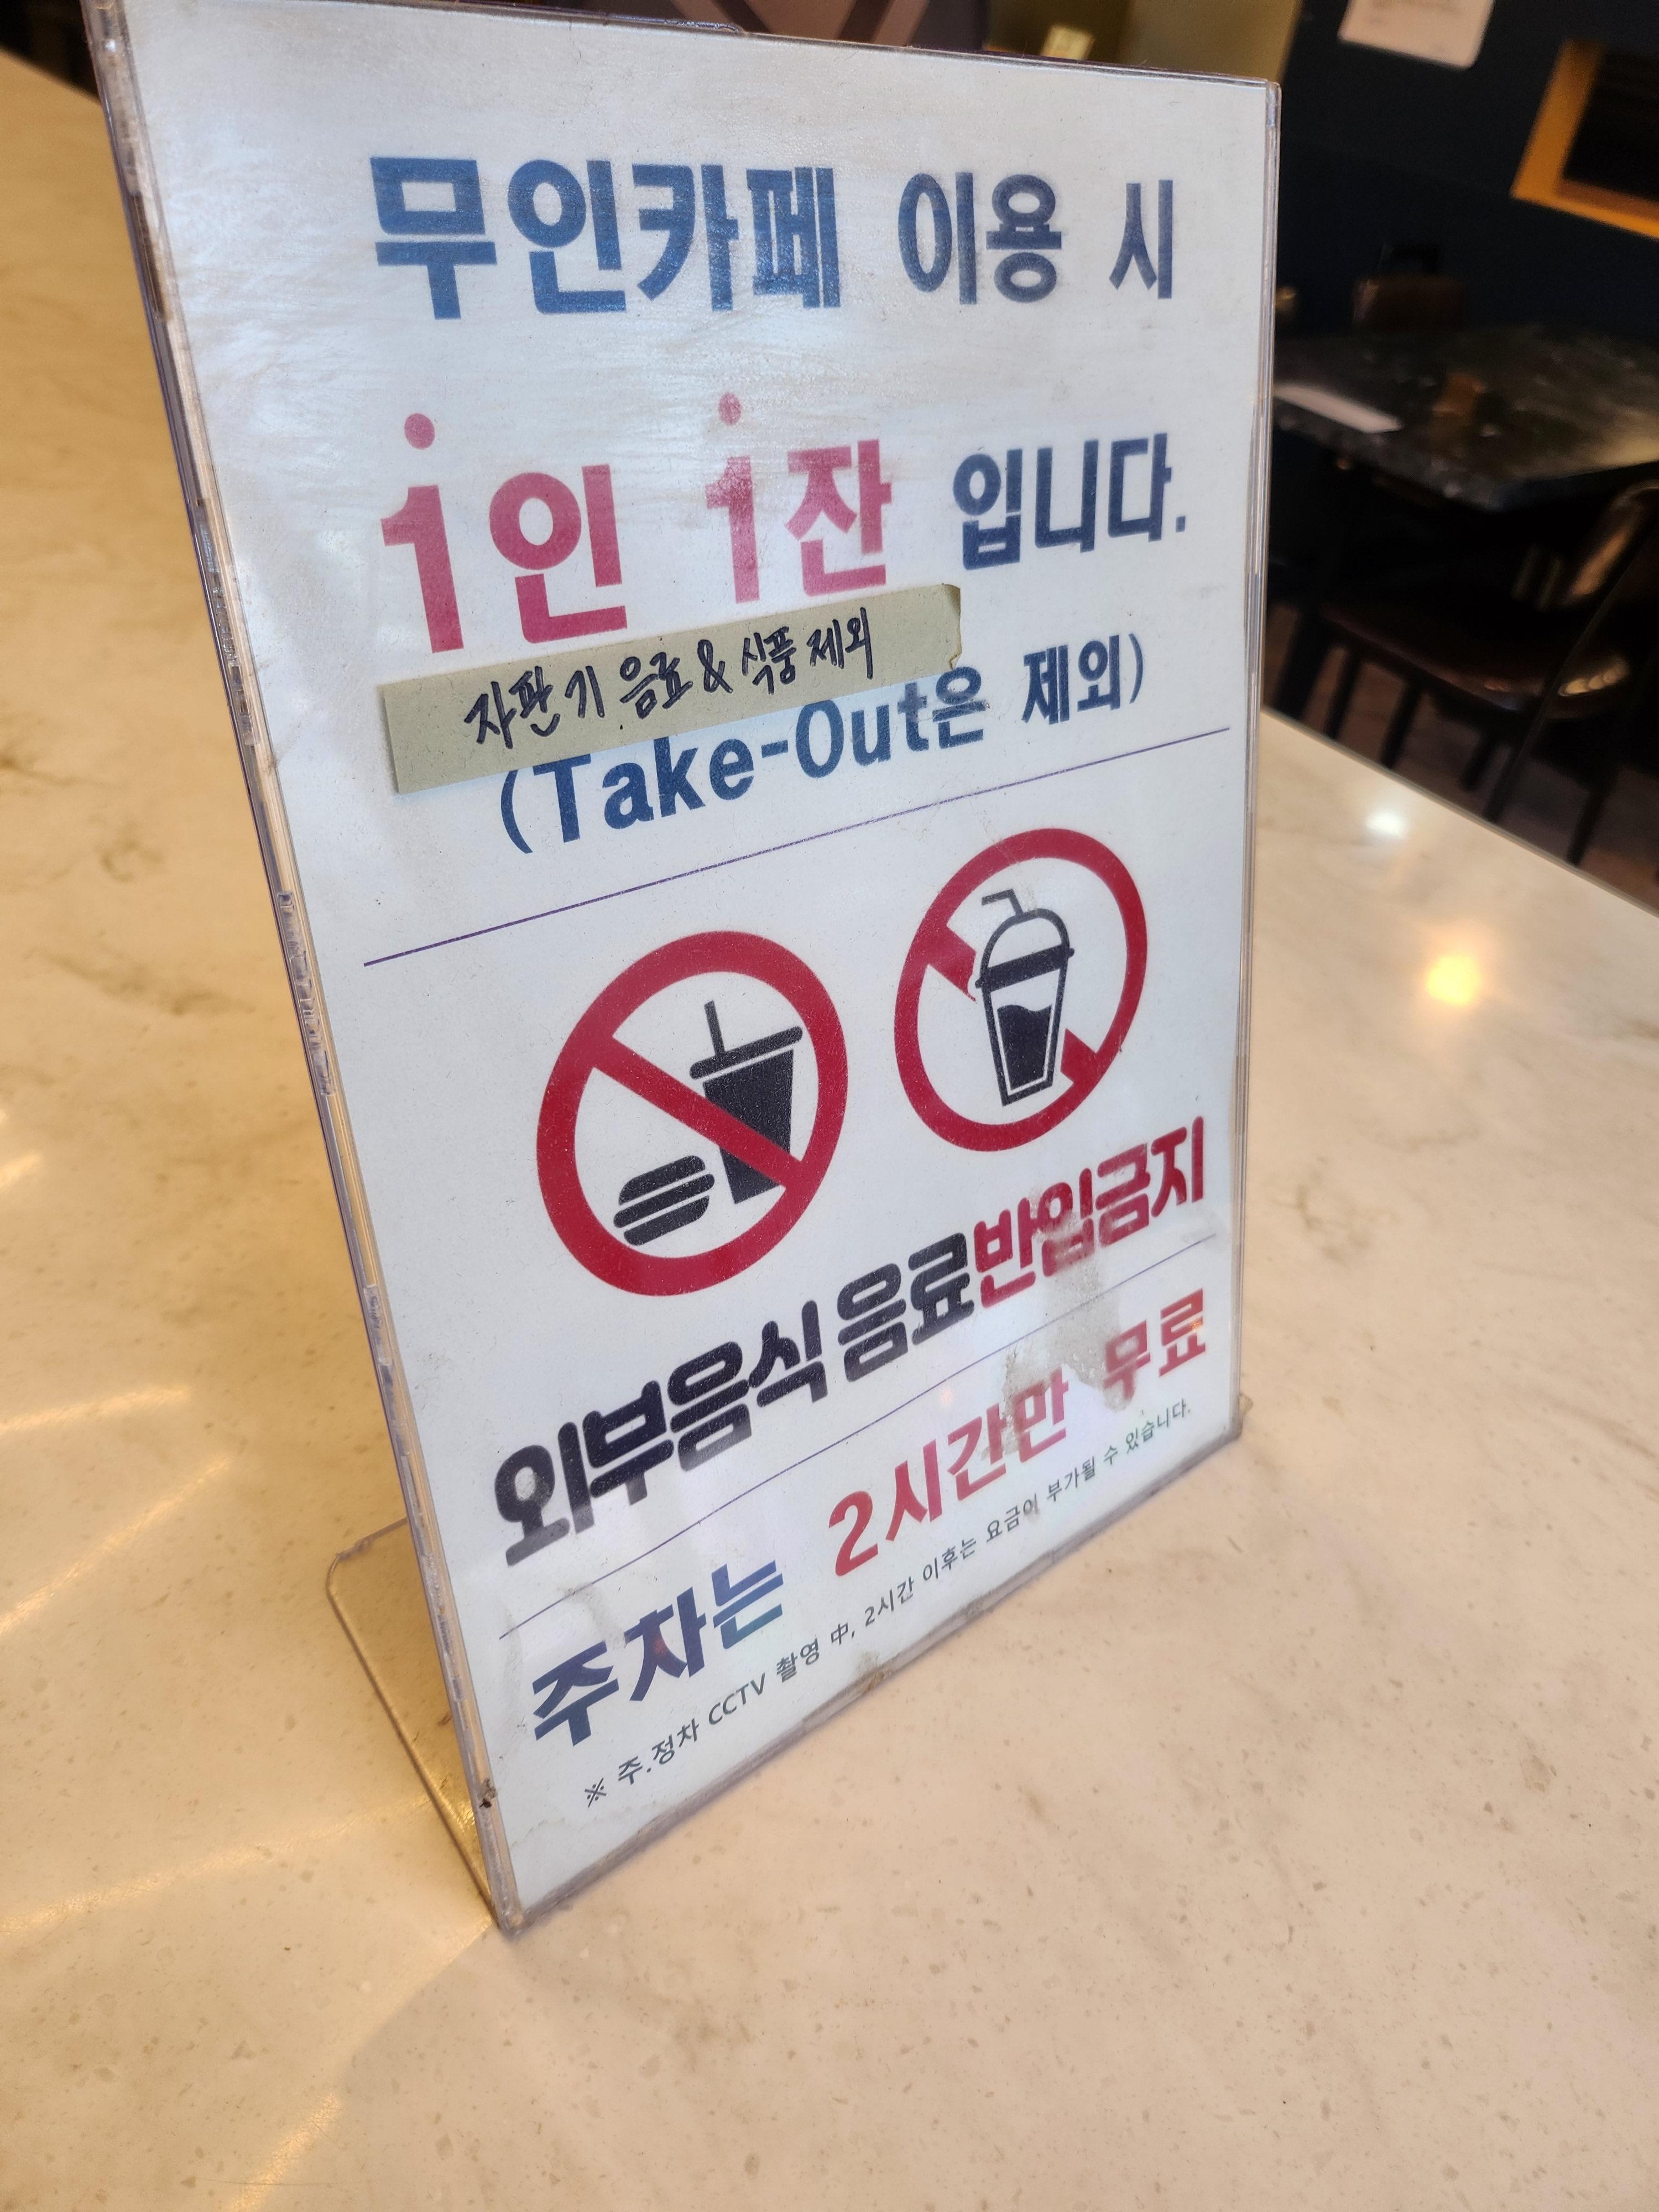 무인카페 이용 시
1인 1잔 입니다.
자판기 음료 & 식품 제외
(Take-Out은 제외)
외부음식 음료반입금지
주차는 2시간만 무료
※ 주.정차 CCTV 촬영 中, 2시간 이후는 요금이 부가될 수 있습니다.